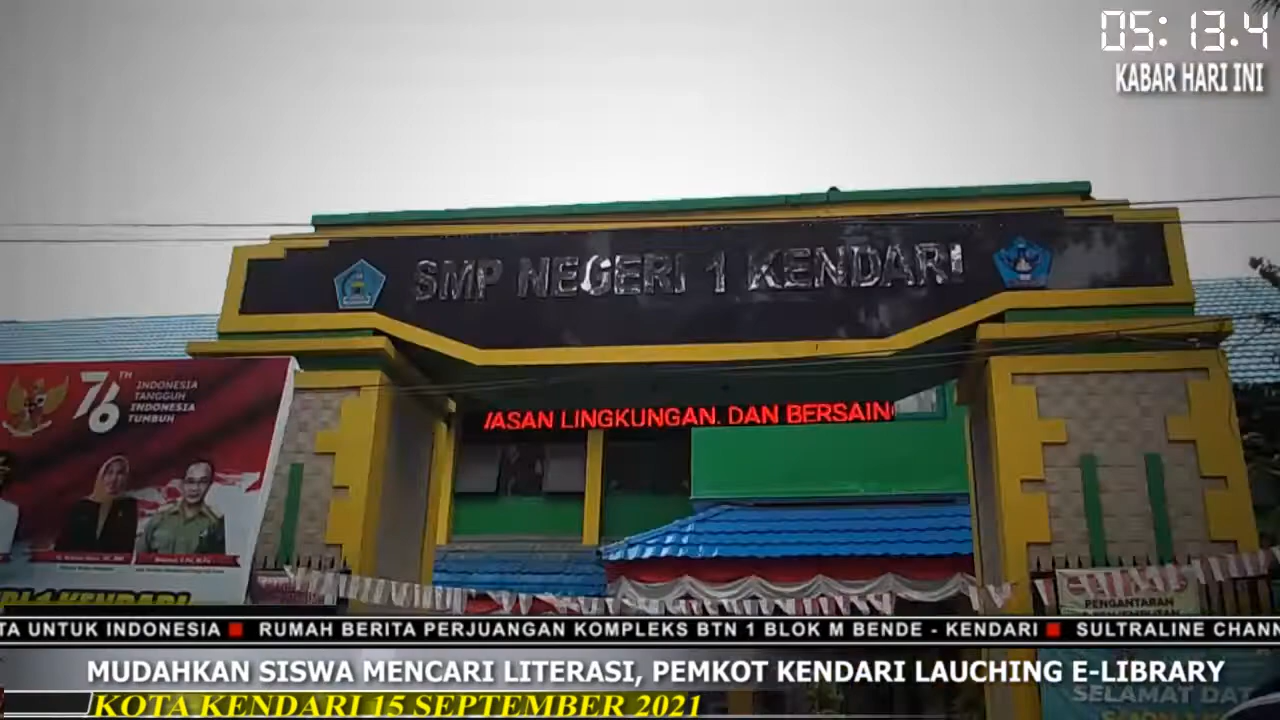 05:13.4
KABAR HARI INI
SMP NEGERI 1 KENDARI
76TH
INDONESIA
TANGGUH
INDONESIA
TUMBUH
ASAN LINGKUNGAN. DAN BERSAIN
PENGANTARAN
1 KENDARI
TA UNTUK INDONESIA ■ RUMAH BERITA PERJUANGAN KOMPLEKS BTN 1 BLOK M BENDE - KENDARI ■ SULTRALINE CHANN
MUDAHKAN SISWA MENCARI LITERASI, PEMKOT KENDARI LAUCHING E-LIBRARY
SELAMAT DAT
KOTA KENDARI 15 SEPTEMBER 2021